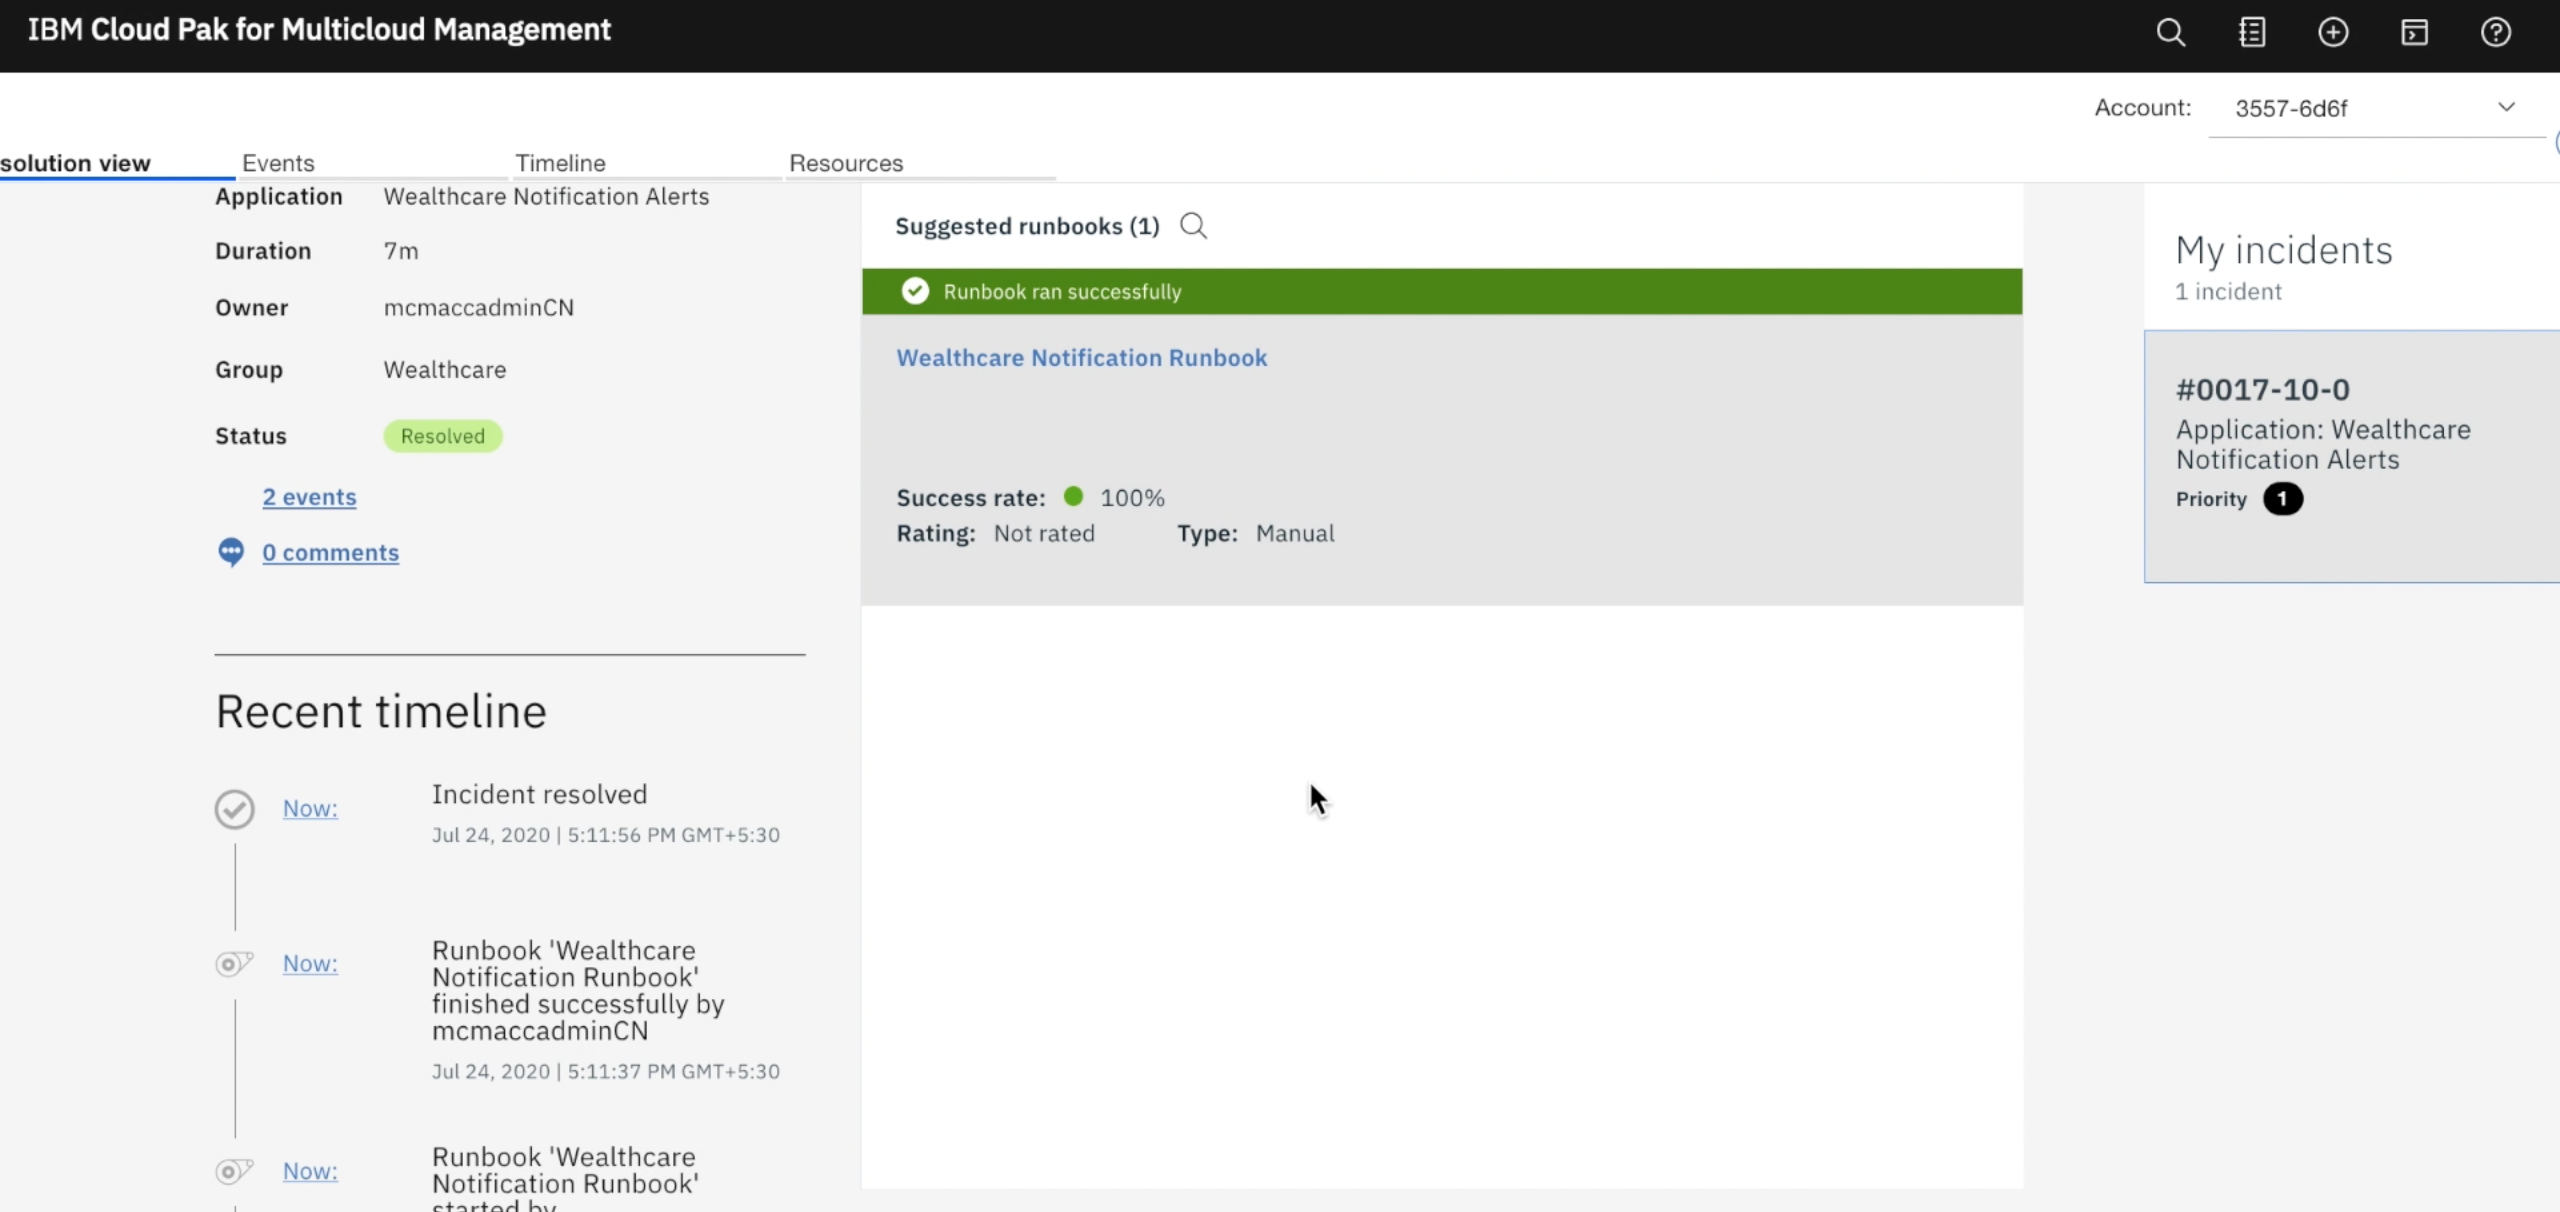 IBM Cloud Pak for Multicloud Management
Account: 3557-6d6f
solution view Events Timeline Resources
Application Wealthcare Notification Alerts
Duration 7m
Owner mcmaccadminCN
Group Wealthcare
Status Resolved
2 events
0 comments
Recent timeline
Now: Incident resolved
Jul 24, 2020 | 5:11:56 PM GMT+5:30
Now: Runbook 'Wealthcare
Notification Runbook'
finished successfully by
mcmaccadminCN
Jul 24, 2020 | 5:11:37 PM GMT+5:30
Now: Runbook 'Wealthcare
Notification Runbook'
started by
Suggested runbooks (1)
Runbook ran successfully
Wealthcare Notification Runbook
Success rate: 100%
Rating: Not rated Type: Manual
My incidents
1 incident
#0017-10-0
Application: Wealthcare
Notification Alerts
Priority 1